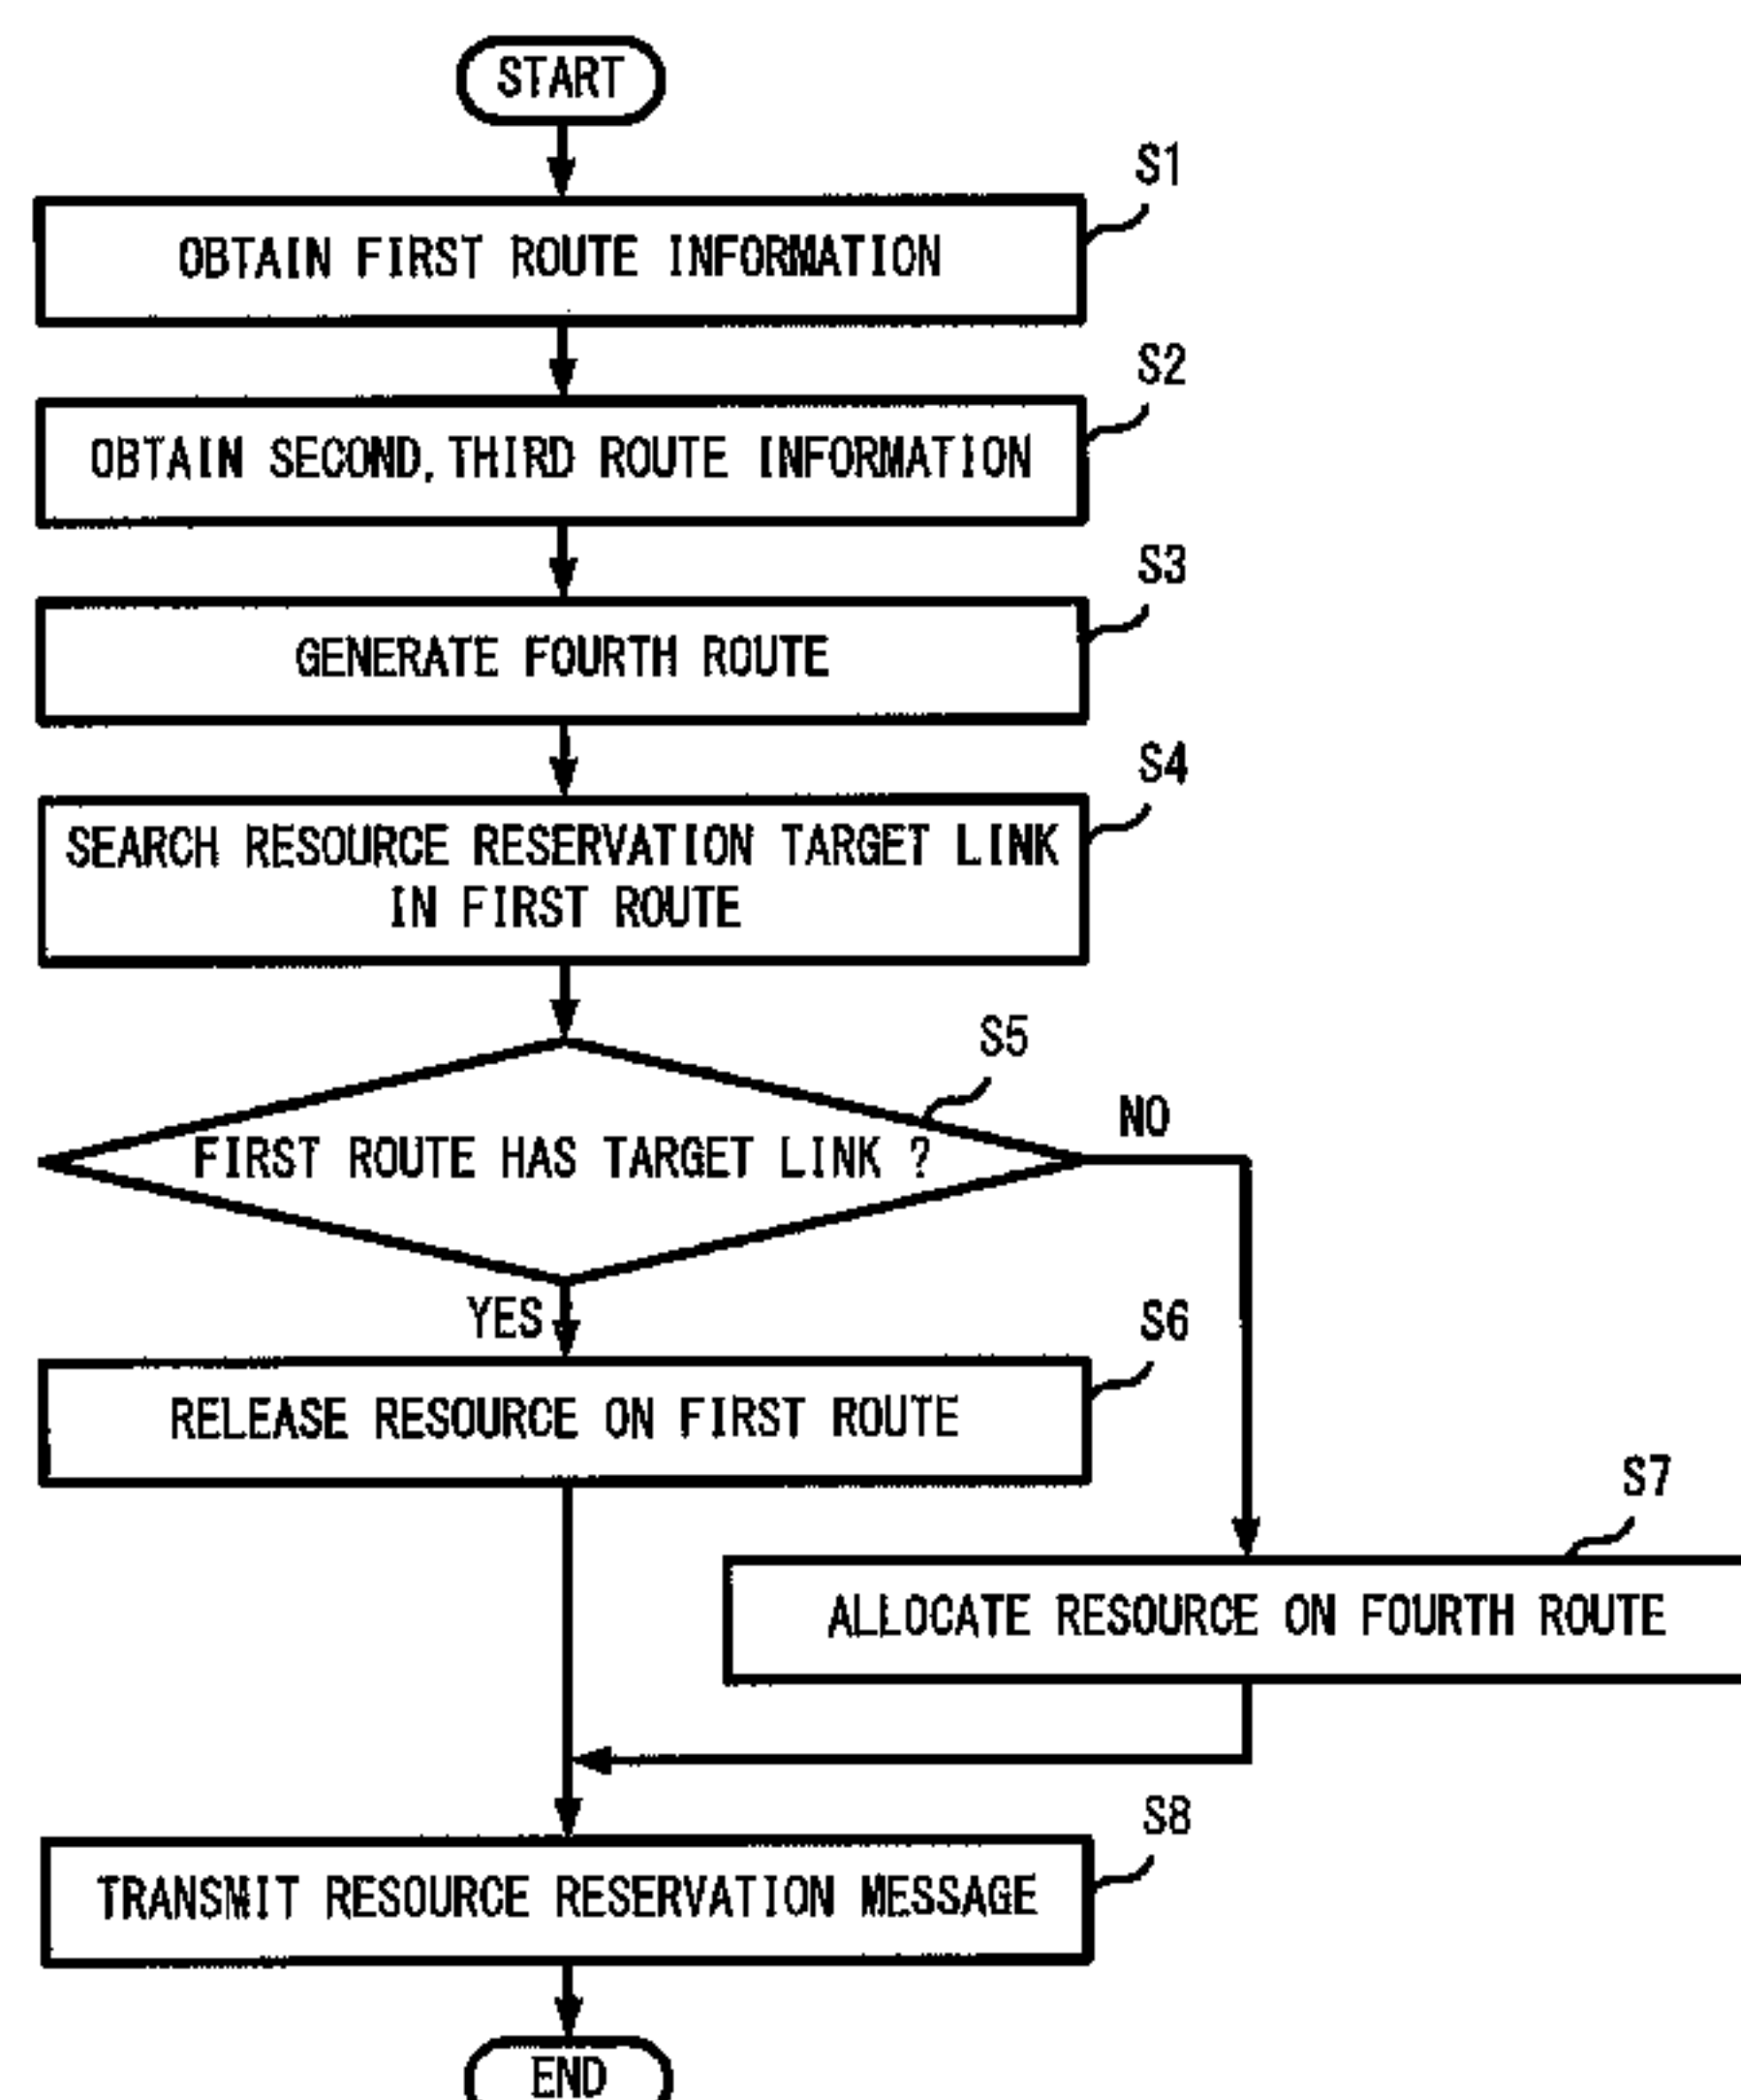 START
S1
OBTAIN FIRST ROUTE INFORMATION
S2
OBTAIN SECOND, THIRD ROUTE INFORMATION
S3
GENERATE FOURTH ROUTE
S4
SEARCH RESOURCE RESERVATION TARGET LINK
IN FIRST ROUTE
S5
FIRST ROUTE HAS TARGET LINK ?
NO
YES
S6
RELEASE RESOURCE ON FIRST ROUTE
S7
ALLOCATE RESOURCE ON FOURTH ROUTE
S8
TRANSMIT RESOURCE RESERVATION MESSAGE
END